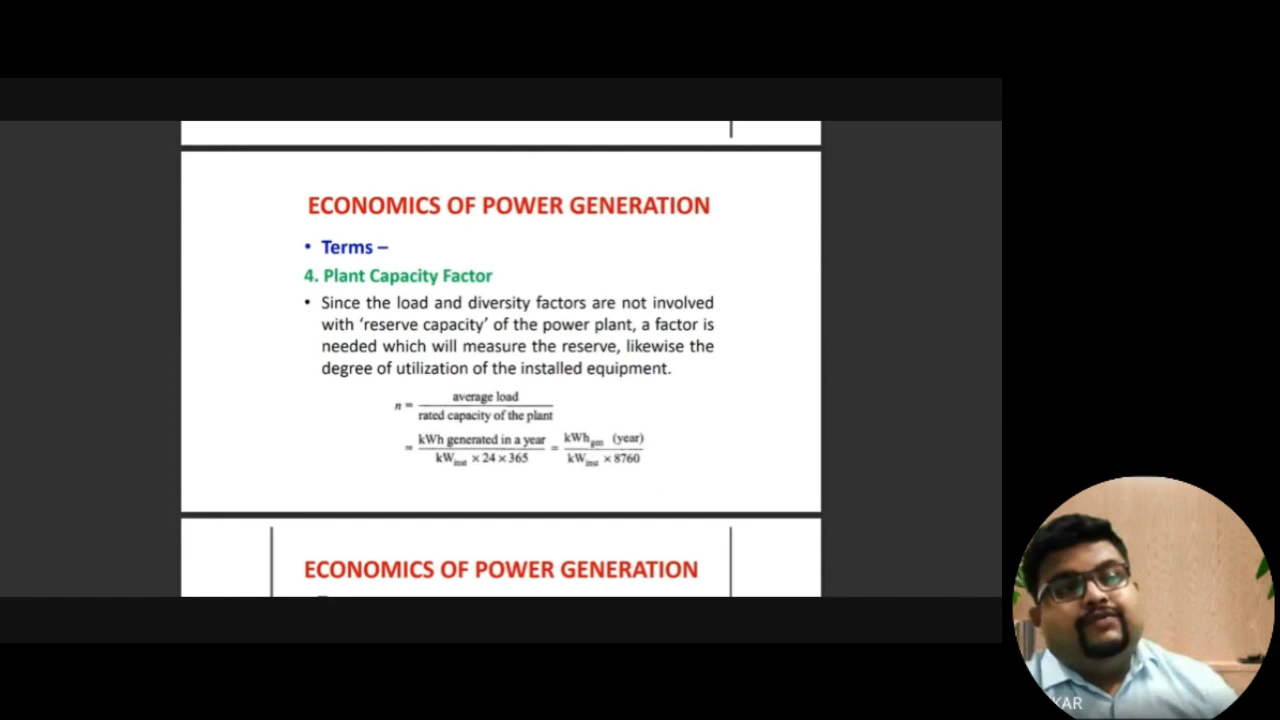 ECONOMICS OF POWER GENERATION
• Terms –
4. Plant Capacity Factor
• Since the load and diversity factors are not involved
with ‘reserve capacity’ of the power plant, a factor is
needed which will measure the reserve, likewise the
degree of utilization of the installed equipment.
n = average load / rated capacity of the plant
= kWh generated in a year / kW_inst × 24 × 365 = kWh_gen (year) / kW_inst × 8760
ECONOMICS OF POWER GENERATION
KAR